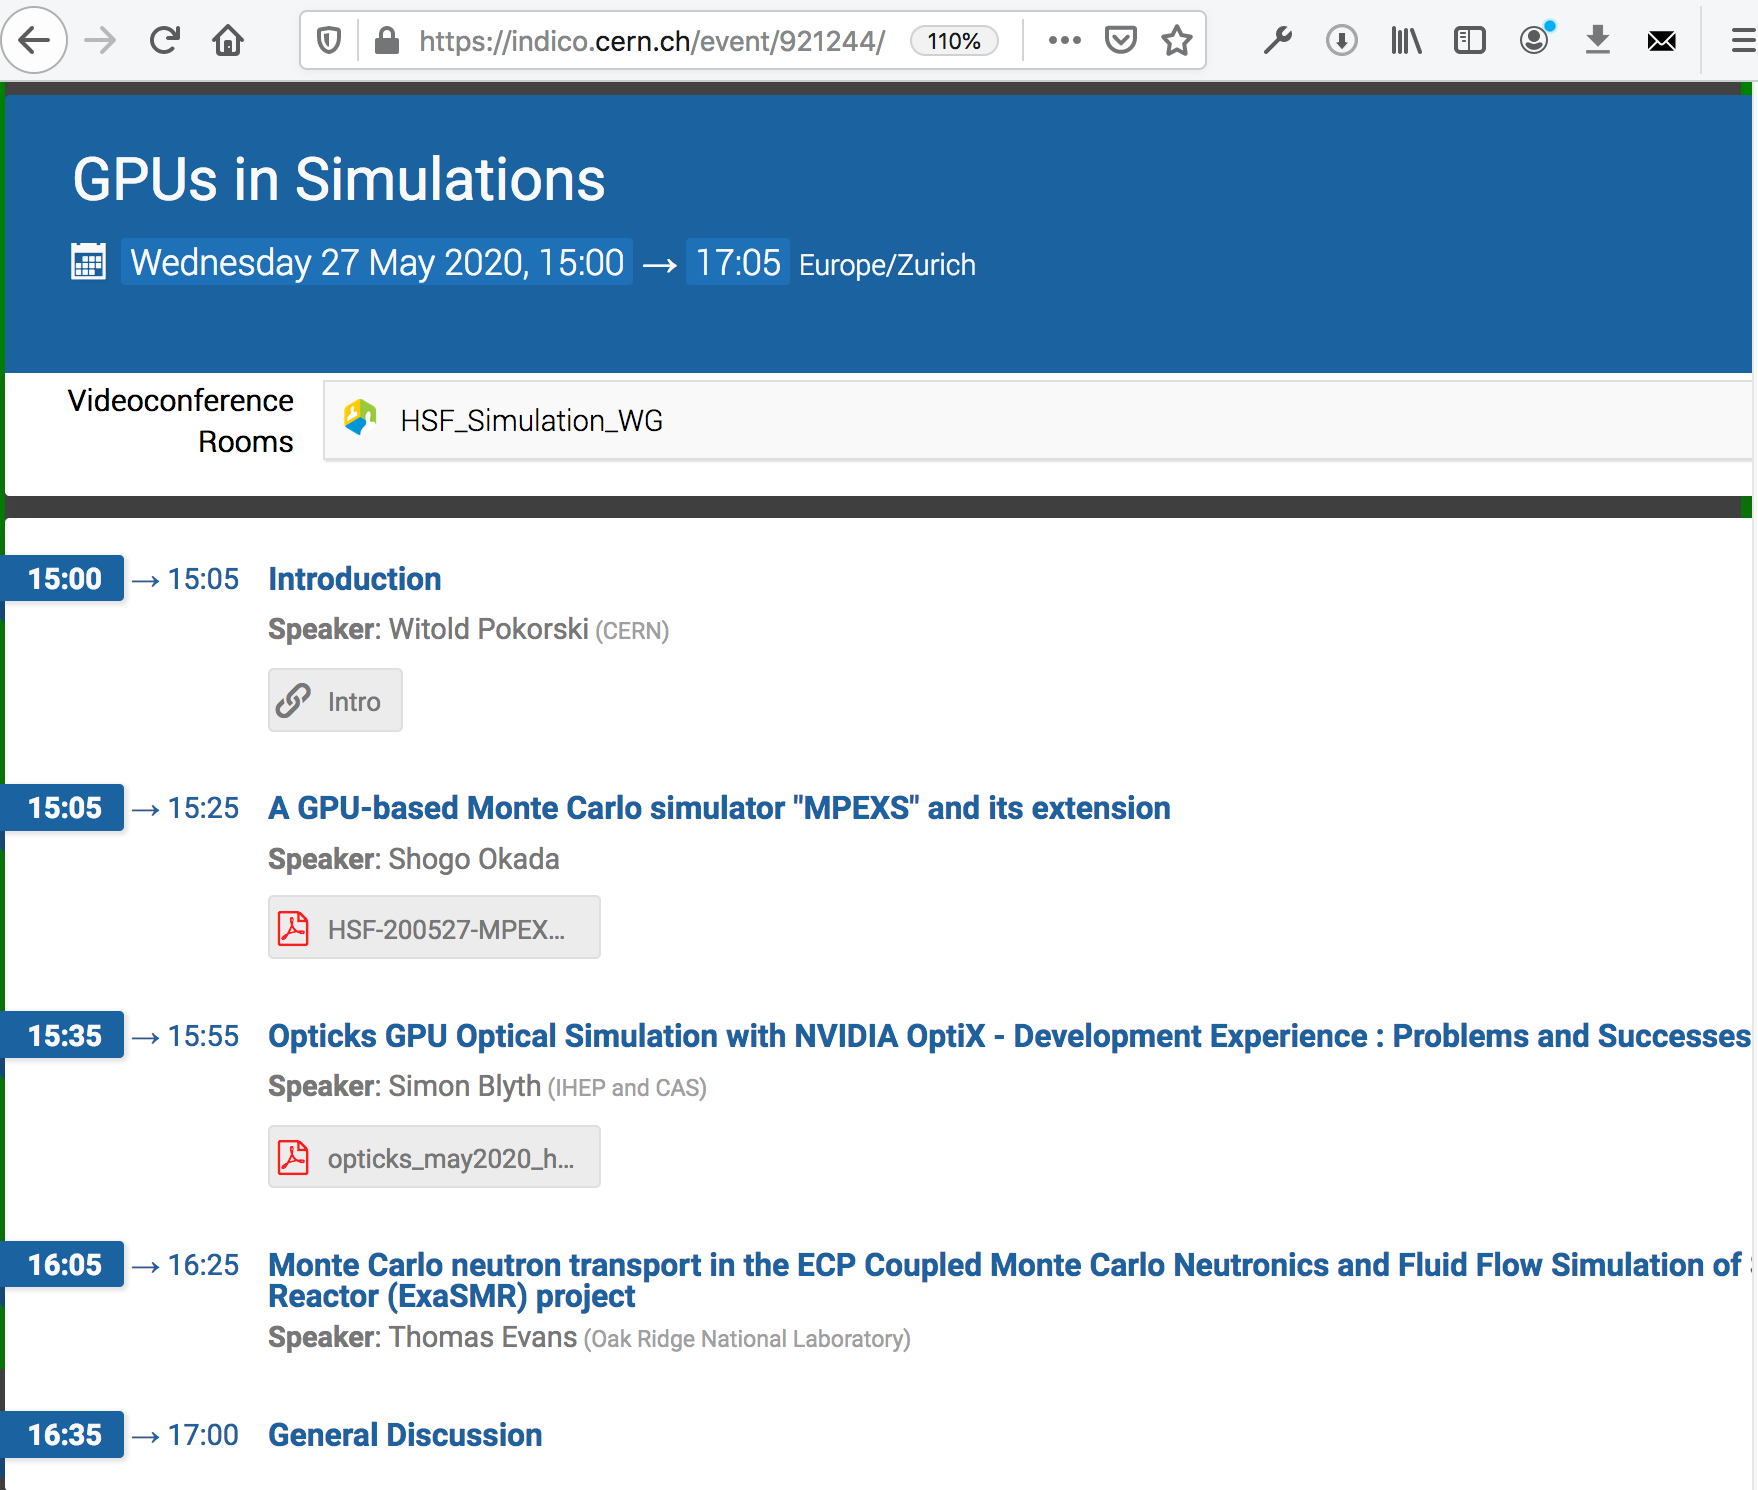 https://indico.cern.ch/event/921244/ 110%
GPUs in Simulations
Wednesday 27 May 2020, 15:00 → 17:05 Europe/Zurich
Videoconference Rooms
HSF_Simulation_WG
15:00 → 15:05 Introduction
Speaker: Witold Pokorski (CERN)
Intro
15:05 → 15:25 A GPU-based Monte Carlo simulator "MPEXS" and its extension
Speaker: Shogo Okada
HSF-200527-MPEX...
15:35 → 15:55 Opticks GPU Optical Simulation with NVIDIA OptiX - Development Experience : Problems and Successes
Speaker: Simon Blyth (IHEP and CAS)
opticks_may2020_h...
16:05 → 16:25 Monte Carlo neutron transport in the ECP Coupled Monte Carlo Neutronics and Fluid Flow Simulation of
Reactor (ExaSMR) project
Speaker: Thomas Evans (Oak Ridge National Laboratory)
16:35 → 17:00 General Discussion